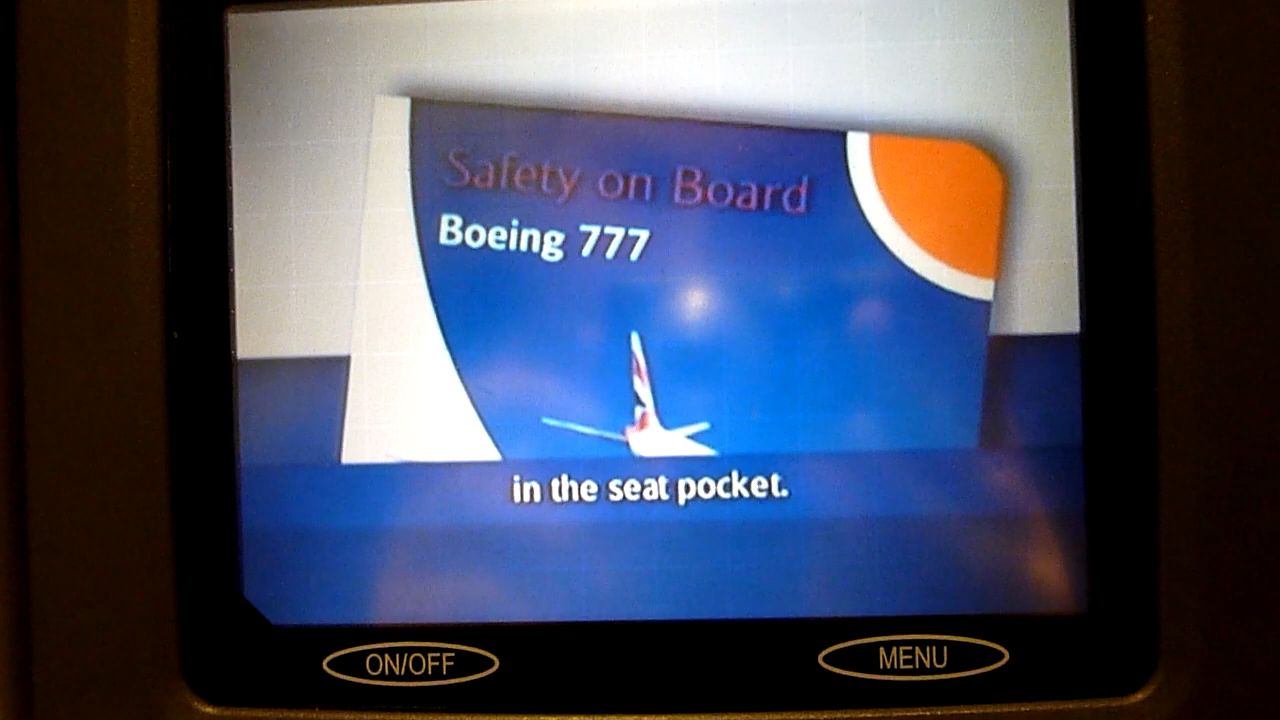 Safety on Board
Boeing 777
in the seat pocket.
ON/OFF
MENU